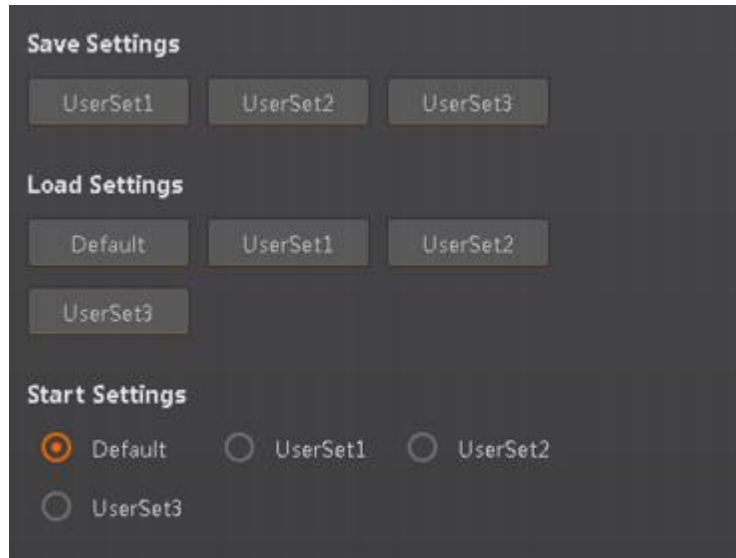 Save Settings
UserSet1 UserSet2 UserSet3
Load Settings
Default UserSet1 UserSet2
UserSet3
Start Settings
Default UserSet1 UserSet2
UserSet3